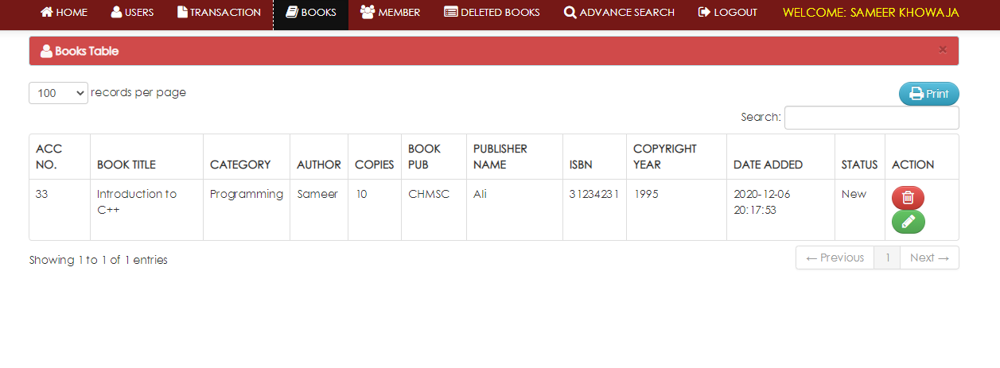 HOME USERS TRANSACTION BOOKS MEMBER DELETED BOOKS ADVANCE SEARCH LOGOUT WELCOME: SAMEER KHOWAJA
Books Table ×
100 records per page
Print
Search:
ACC NO. BOOK TITLE CATEGORY AUTHOR COPIES BOOK PUB PUBLISHER NAME ISBN COPYRIGHT YEAR DATE ADDED STATUS ACTION
33 Introduction to C++ Programming Sameer 10 CHMSC Ali 31234231 1995 2020-12-06 20:17:53 New
Showing 1 to 1 of 1 entries
← Previous 1 Next →